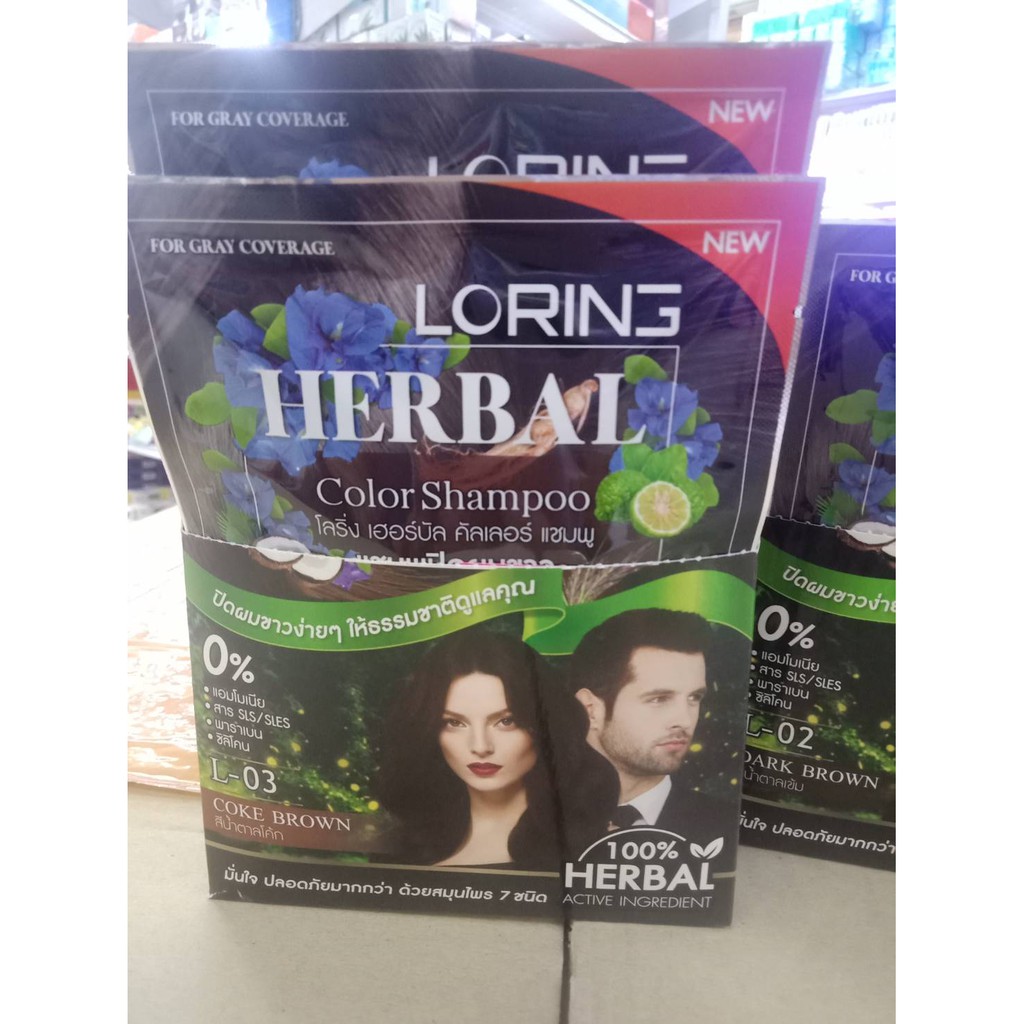 FOR GRAY COVERAGE
NEW
LORING
FOR GRAY COVERAGE
NEW
LORING
HERBAL
Color Shampoo
โลริ่ง เฮอร์บัล คัลเลอร์ แชมพู
ปิดผมขาวง่ายๆ ให้ธรรมชาติดูแลคุณ
0%
• แอมโมเนีย
• สาร SLS/SLES
• พาราเบน
• ซิลิโคน
L-03
COKE BROWN
สีน้ำตาลโค้ก
มั่นใจ ปลอดภัยมากกว่า ด้วยสมุนไพร 7 ชนิด
100%
HERBAL
ACTIVE INGREDIENT
FOR G
ปิดผมขาวง่าย
0%
• แอมโมเนีย
• สาร SLS/SLES
• พาราเบน
• ซิลิโคน
L-02
DARK BROWN
น้ำตาลเข้ม
มั่นใจ ปลอดภัยมากกว่า